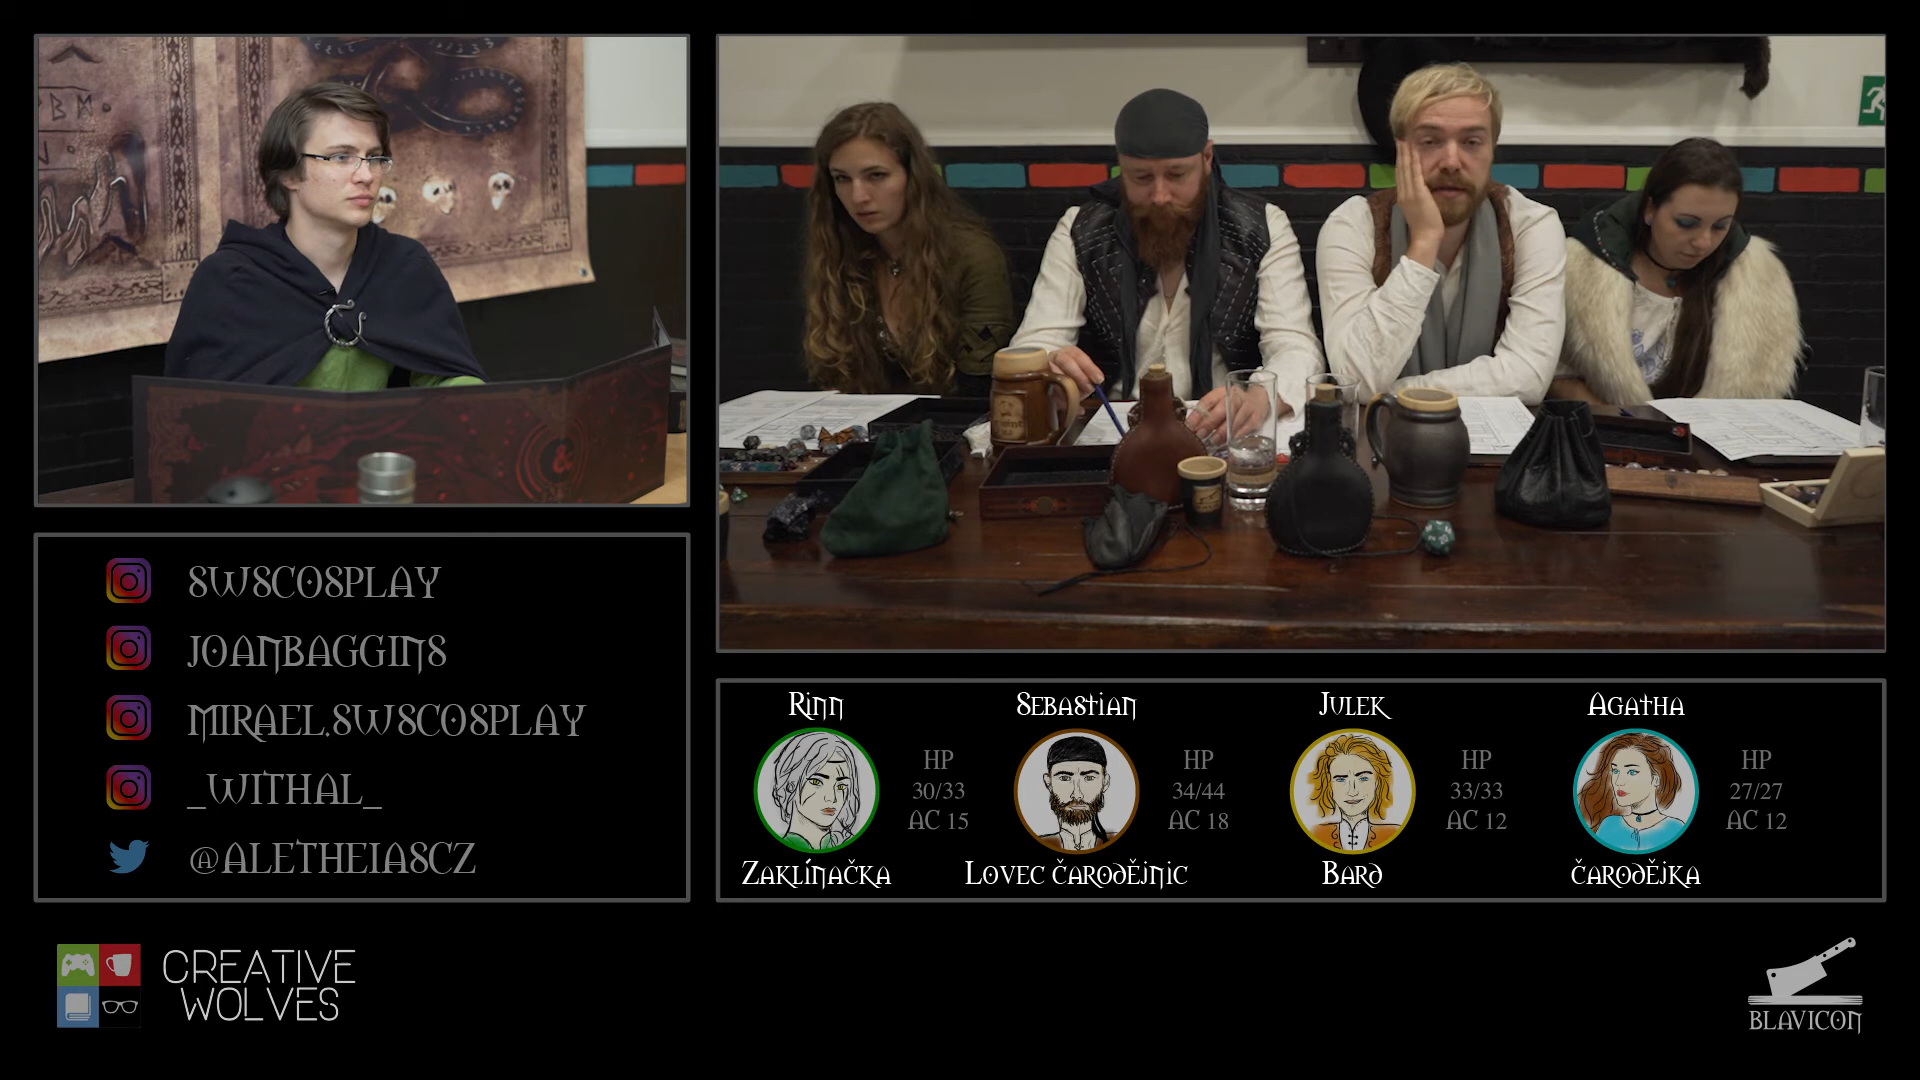 SWSCOSPLAY
JOANBAGGINS
MIRAEL.SWSCOSPLAY
_WITHAL_
@ALETHEIASCZ
Rinn
Sebastian
Julek
Agatha
HP
30/33
AC 15
HP
34/44
AC 18
HP
33/33
AC 12
HP
27/27
AC 12
Zaklínačka
Lovec čarodějnic
Bard
čarodějka
CREATIVE
WOLVES
BLAVICON